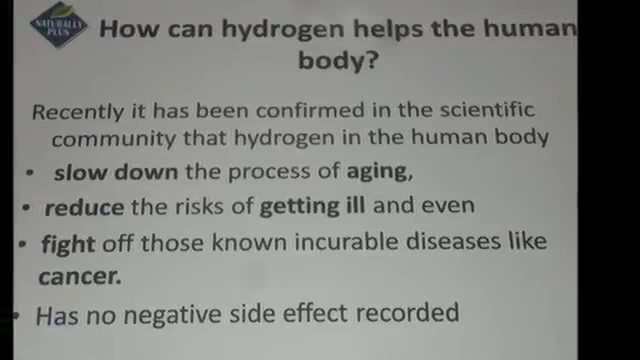 NATURALLY
PLUS
How can hydrogen helps the human
body?
Recently it has been confirmed in the scientific
community that hydrogen in the human body
• slow down the process of aging,
• reduce the risks of getting ill and even
• fight off those known incurable diseases like
cancer.
• Has no negative side effect recorded